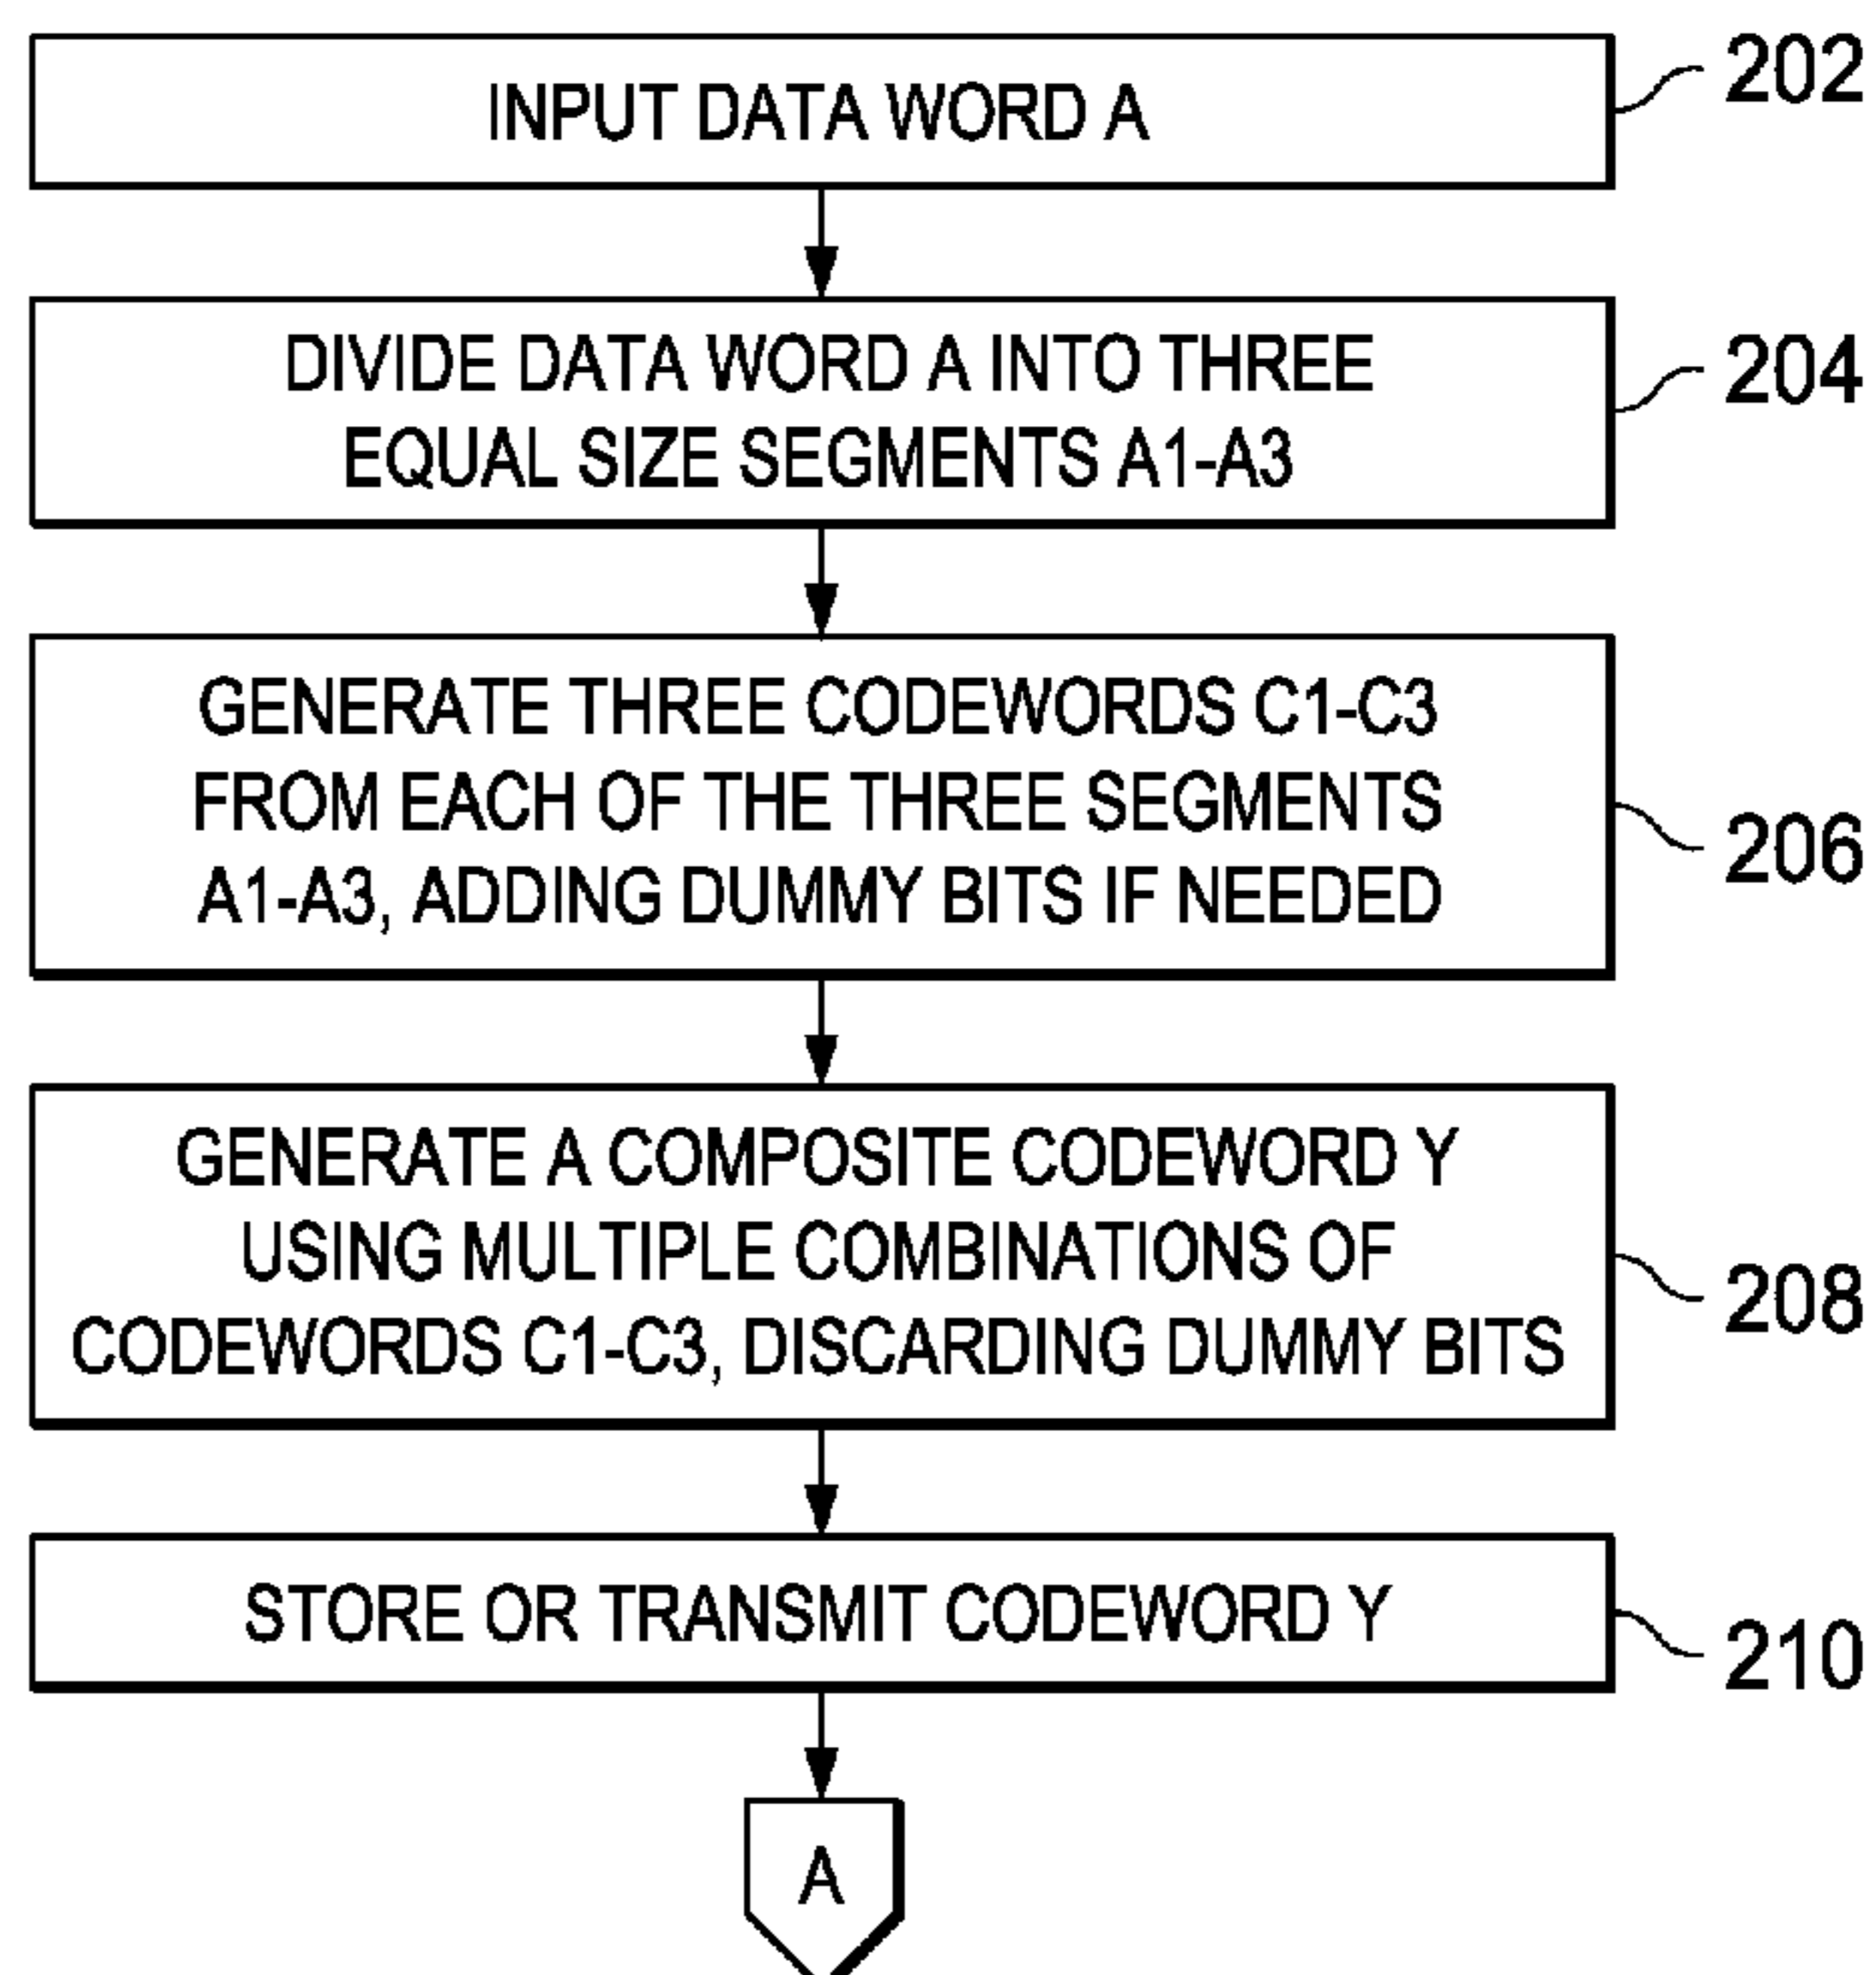 INPUT DATA WORD A
202
DIVIDE DATA WORD A INTO THREE
EQUAL SIZE SEGMENTS A1-A3
204
GENERATE THREE CODEWORDS C1-C3
FROM EACH OF THE THREE SEGMENTS
A1-A3, ADDING DUMMY BITS IF NEEDED
206
GENERATE A COMPOSITE CODEWORD Y
USING MULTIPLE COMBINATIONS OF
CODEWORDS C1-C3, DISCARDING DUMMY BITS
208
STORE OR TRANSMIT CODEWORD Y
210
A